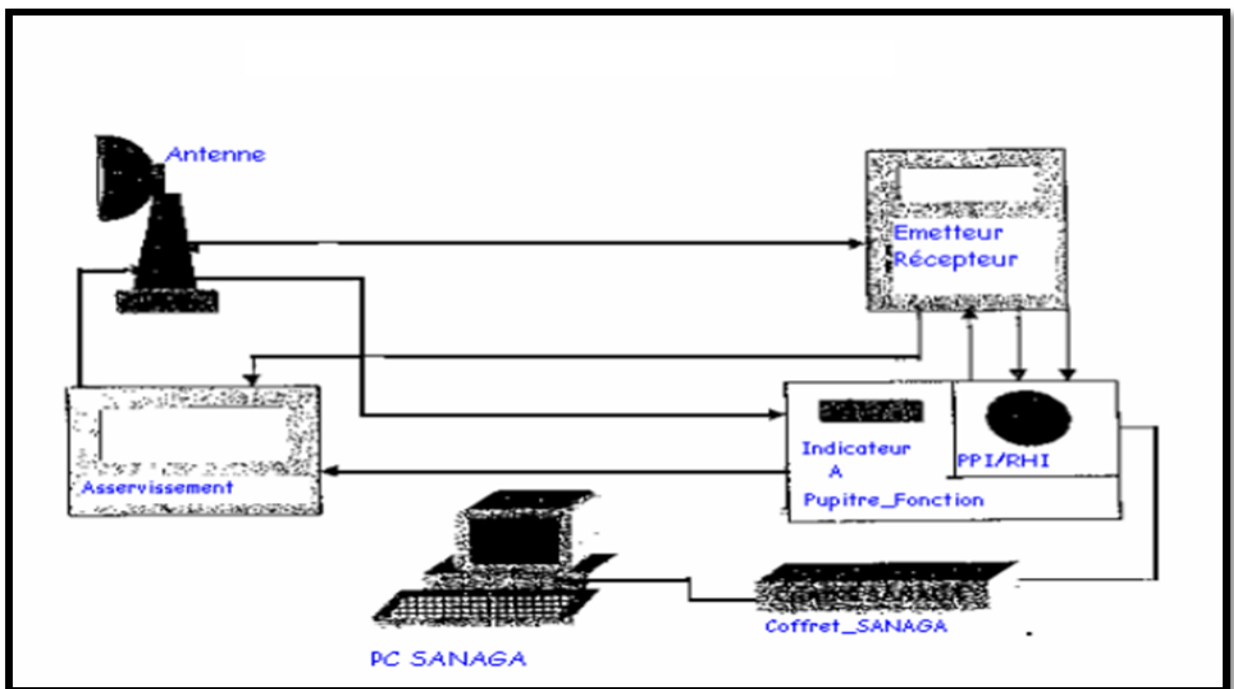 Antenne
Emetteur
Récepteur
Indicateur
A
PPI/RHI
Pupitre_Fonction
Asservissement
Coffret_SANAGA
PC SANAGA